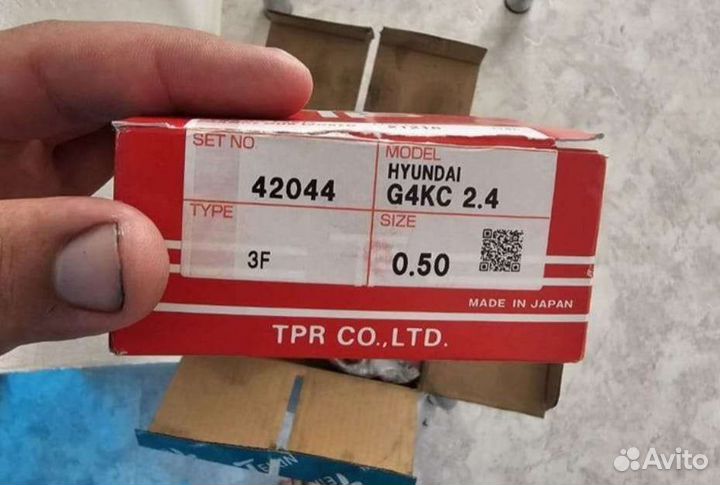 SET NO
42044
MODEL
HYUNDAI
G4KC 2.4
TYPE
3F
SIZE
0.50
MADE IN JAPAN
TPR CO.,LTD.
Avito